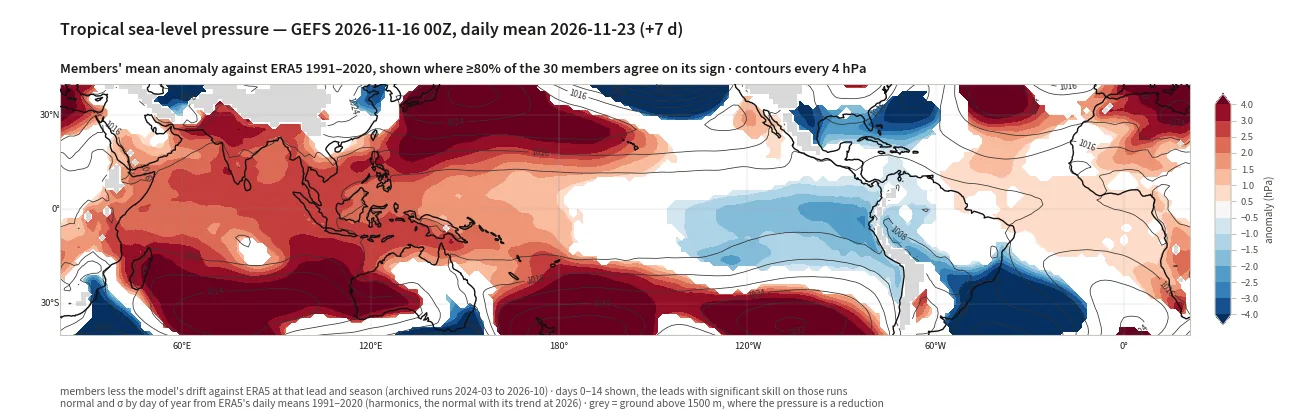 Tropical sea-level pressure — GEFS 2026-11-16 00Z, daily mean 2026-11-23 (+7 d)
Members' mean anomaly against ERA5 1991–2020, shown where ≥80% of the 30 members agree on its sign · contours every 4 hPa
30°N
0°
30°S
60°E
120°E
180°
120°W
60°W
0°
1016
1016
1016
1016
1008
4.0
3.0
2.5
2.0
1.5
1.0
0.5
−0.5
−1.0
−1.5
−2.0
−2.5
−3.0
−4.0
anomaly (hPa)
members less the model's drift against ERA5 at that lead and season (archived runs 2024-03 to 2026-10) · days 0–14 shown, the leads with significant skill on those runs
normal and σ by day of year from ERA5's daily means 1991–2020 (harmonics, the normal with its trend at 2026) · grey = ground above 1500 m, where the pressure is a reduction